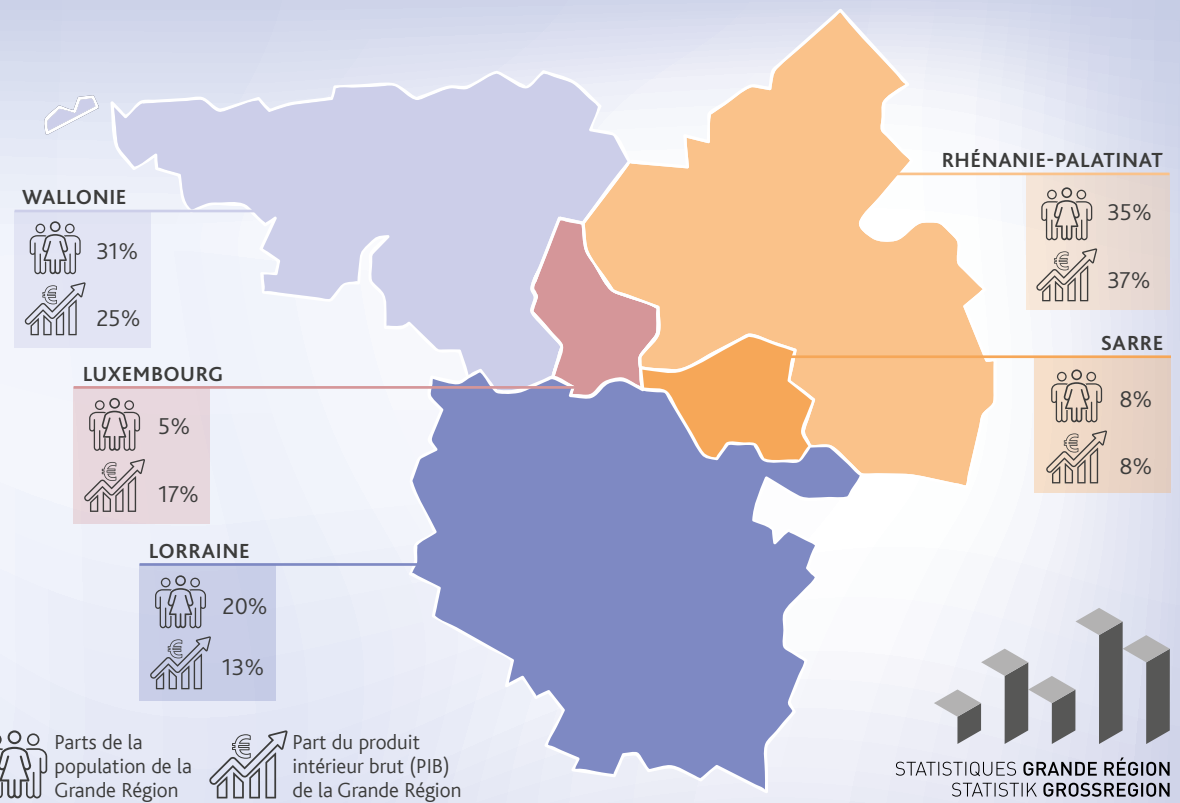 WALLONIE
31%
25%
LUXEMBOURG
5%
17%
LORRAINE
20%
13%
RHÉNANIE-PALATINAT
35%
37%
SARRE
8%
8%
Parts de la
population de la
Grande Région
Part du produit
intérieur brut (PIB)
de la Grande Région
STATISTIQUES GRANDE RÉGION
STATISTIK GROSSREGION